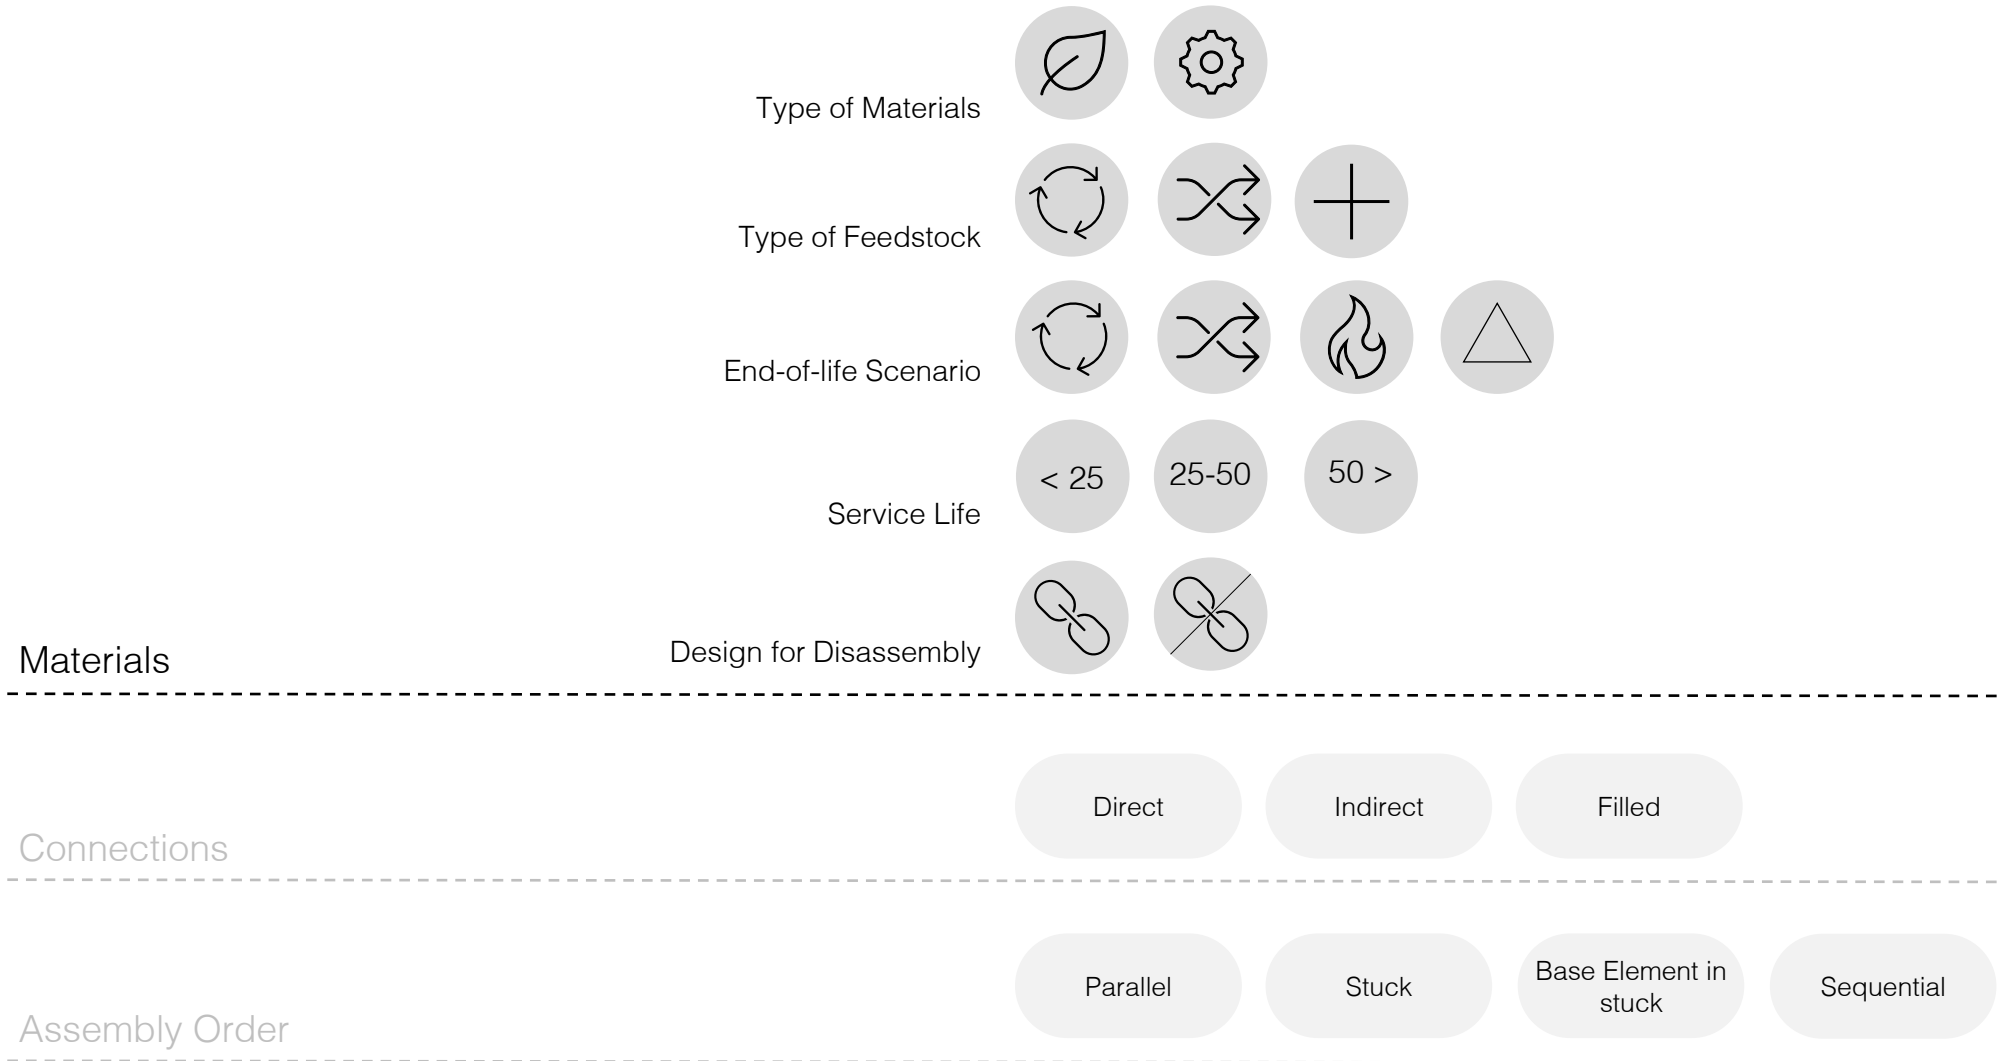 Type of Materials
Type of Feedstock
End-of-life Scenario
< 25
25-50
50 >
Service Life
Design for Disassembly
Materials
Direct
Indirect
Filled
Connections
Parallel
Stuck
Base Element in
stuck
Sequential
Assembly Order